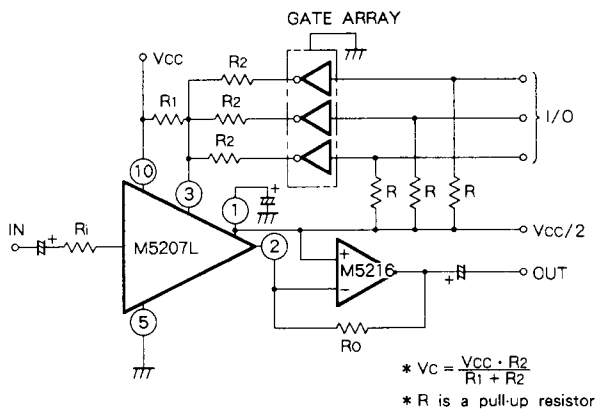 GATE ARRAY
VCC
R2
R1
R2
R2
I/O
10
3
1
+
R
R
R
IN
+
Ri
M5207L
2
VCC/2
+
M5216
−
+
OUT
5
RO
* VC = VCC · R2 / R1 + R2
* R is a pull-up resistor